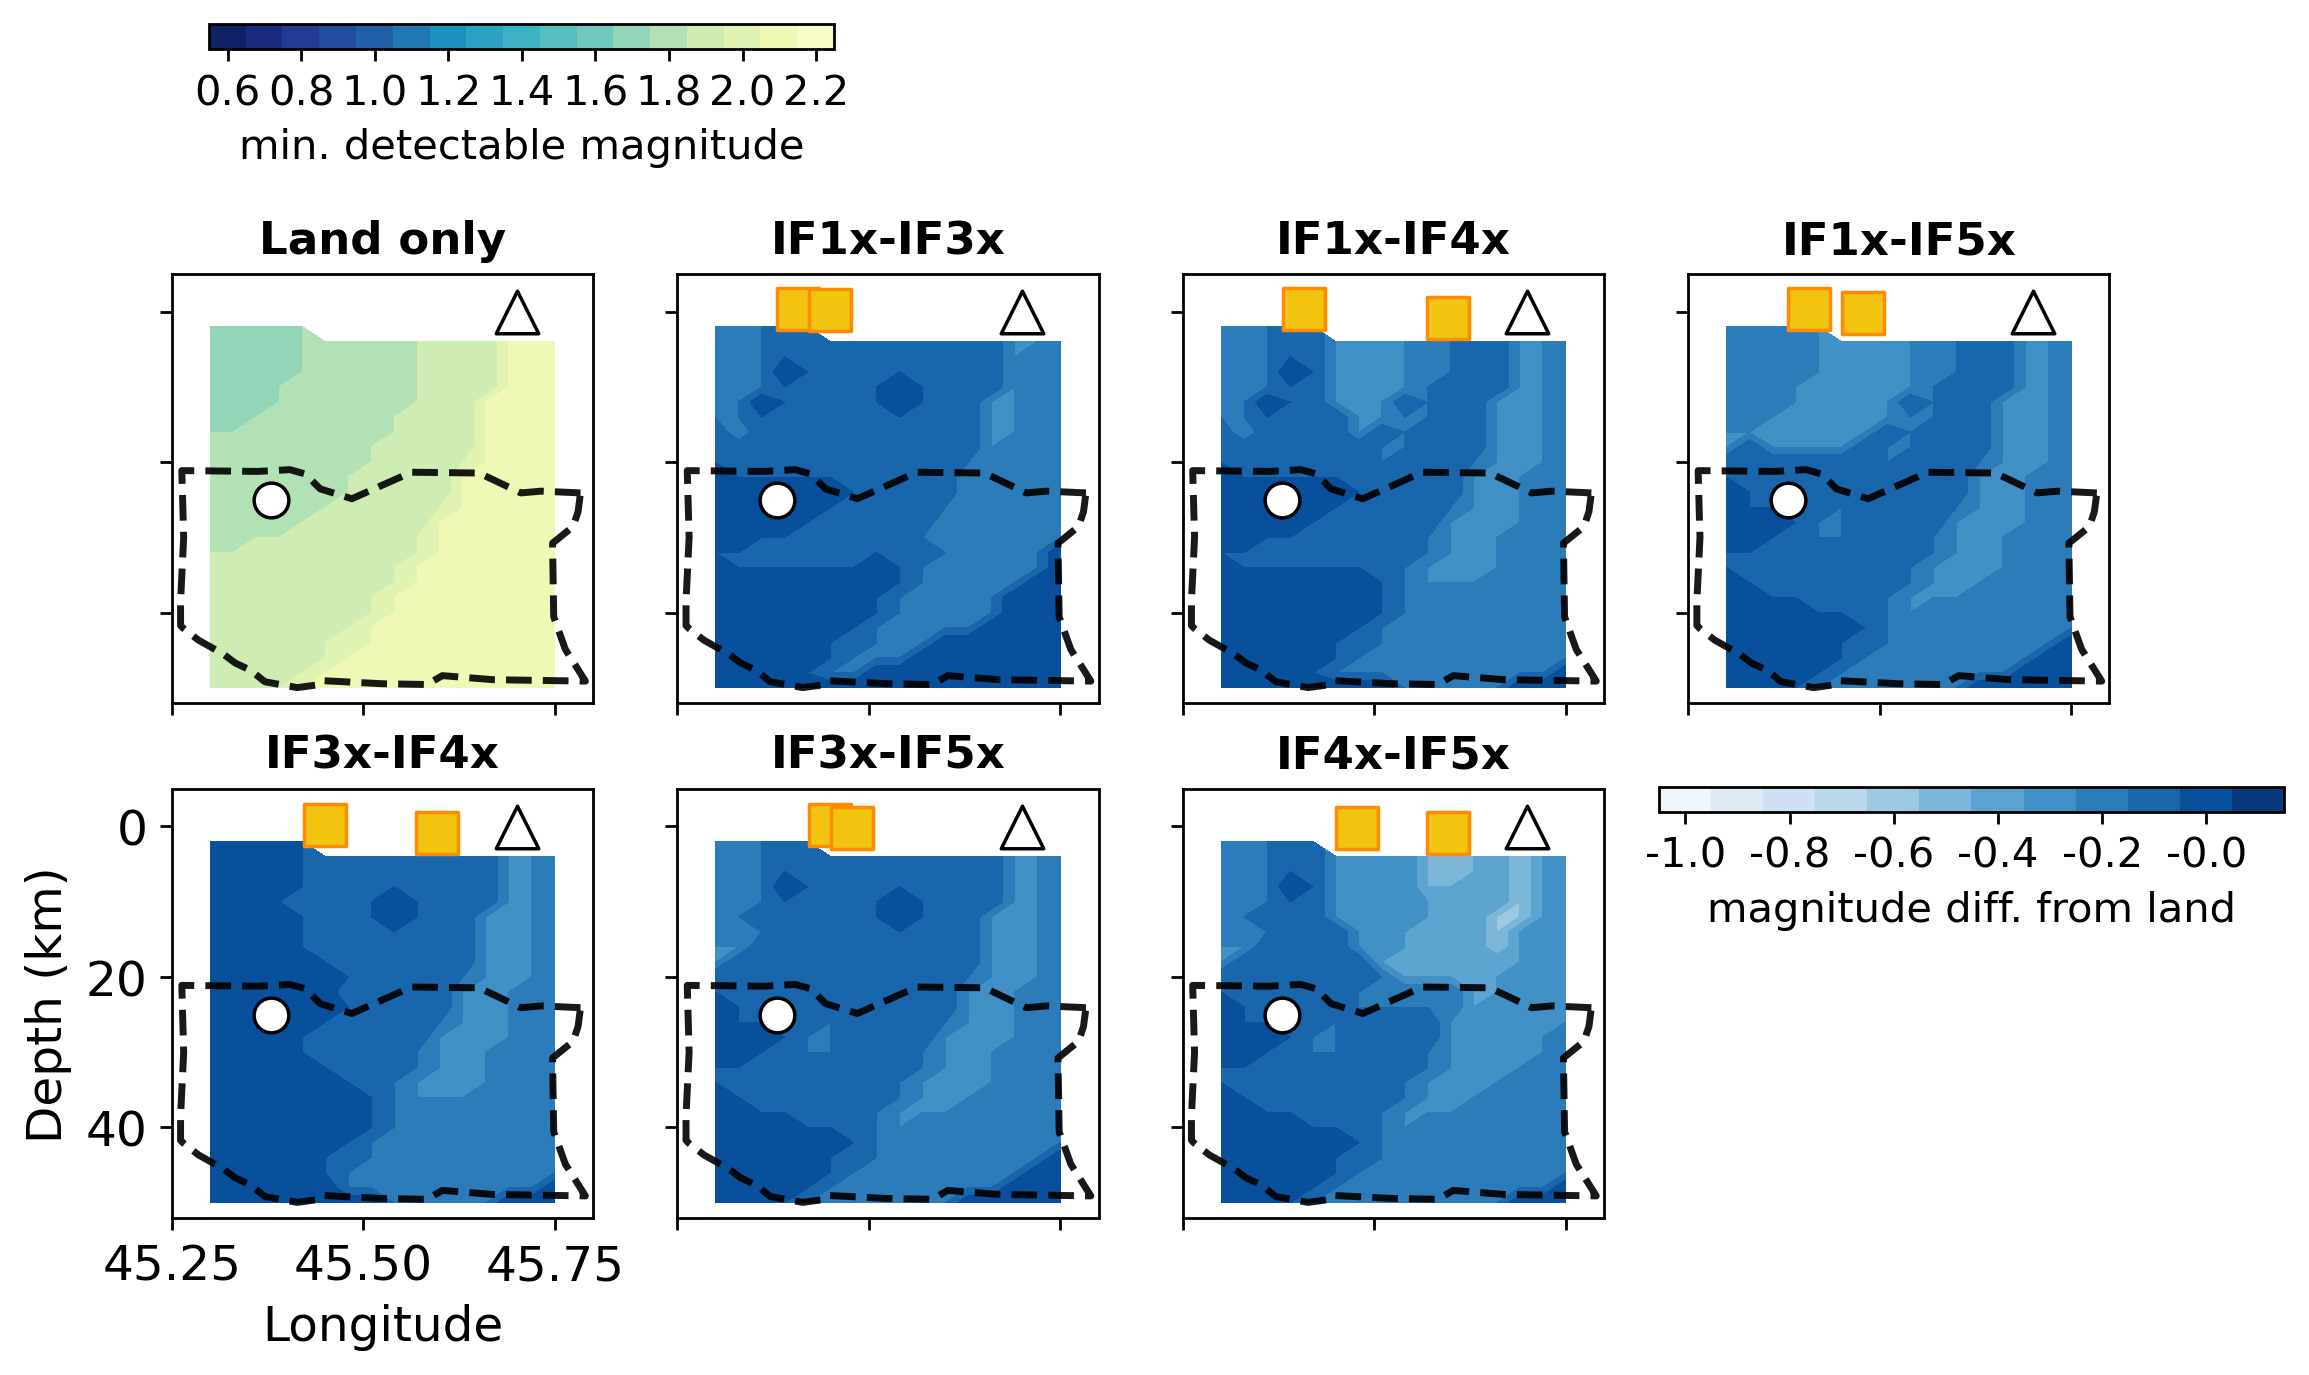 0.6 0.8 1.0 1.2 1.4 1.6 1.8 2.0 2.2
min. detectable magnitude
Land only
IF1x-IF3x
IF1x-IF4x
IF1x-IF5x
IF3x-IF4x
IF3x-IF5x
IF4x-IF5x
-1.0 -0.8 -0.6 -0.4 -0.2 -0.0
magnitude diff. from land
Depth (km)
0
20
40
45.25 45.50 45.75
Longitude